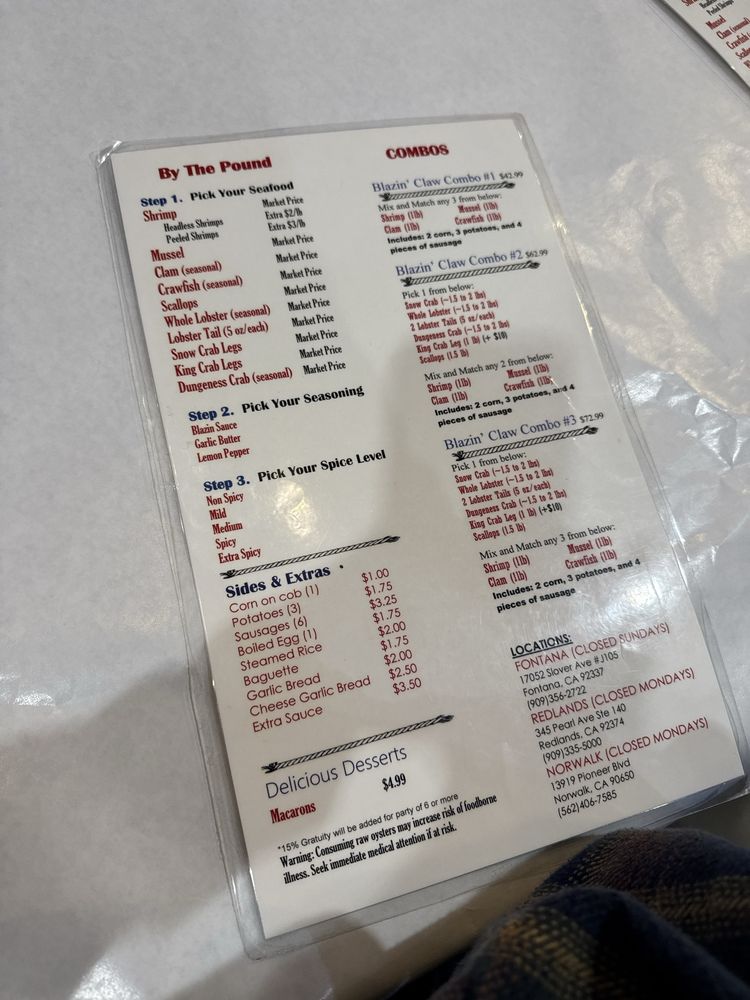 By The Pound
Step 1. Pick Your Seafood
Shrimp Market Price
Headless Shrimps Extra $2/lb
Peeled Shrimps Extra $3/lb
Mussel Market Price
Clam (seasonal) Market Price
Crawfish (seasonal) Market Price
Scallops Market Price
Whole Lobster (seasonal) Market Price
Lobster Tail (5 oz/each) Market Price
Snow Crab Legs Market Price
King Crab Legs Market Price
Dungeness Crab (seasonal) Market Price
Step 2. Pick Your Seasoning
Blazin Sauce
Garlic Butter
Lemon Pepper
Step 3. Pick Your Spice Level
Non Spicy
Mild
Medium
Spicy
Extra Spicy
Sides & Extras
Corn on cob (1) $1.00
Potatoes (3) $1.75
Sausages (6) $3.25
Boiled Egg (1) $1.75
Steamed Rice $2.00
Baguette $1.75
Garlic Bread $2.00
Cheese Garlic Bread $2.50
Extra Sauce $3.50
Delicious Desserts
Macarons $4.99
*15% Gratuity will be added for party of 6 or more
Warning: Consuming raw oysters may increase risk of foodborne
illness. Seek immediate medical attention if at risk.
COMBOS
Blazin' Claw Combo #1 $42.99
Mix and Match any 3 from below:
Shrimp (1lb) Mussel (1lb)
Clam (1lb) Crawfish (1lb)
Includes: 2 corn, 3 potatoes, and 4
pieces of sausage
Blazin' Claw Combo #2 $62.99
Pick 1 from below:
Snow Crab (~1.5 to 2 lbs)
Whole Lobster (~1.5 to 2 lbs)
2 Lobster Tails (5 oz/each)
Dungeness Crab (~1.5 to 2 lbs)
King Crab Leg (1 lb) (+ $10)
Scallops (1.5 lb)
Mix and Match any 2 from below:
Shrimp (1lb) Mussel (1lb)
Clam (1lb) Crawfish (1lb)
Includes: 2 corn, 3 potatoes, and 4
pieces of sausage
Blazin' Claw Combo #3 $72.99
Pick 1 from below:
Snow Crab (~1.5 to 2 lbs)
Whole Lobster (~1.5 to 2 lbs)
2 Lobster Tails (5 oz/each)
Dungeness Crab (~1.5 to 2 lbs)
King Crab Leg (1 lb) (+$10)
Scallops (1.5 lb)
Mix and Match any 3 from below:
Shrimp (1lb) Mussel (1lb)
Clam (1lb) Crawfish (1lb)
Includes: 2 corn, 3 potatoes, and 4
pieces of sausage
LOCATIONS:
FONTANA (CLOSED SUNDAYS)
17052 Slover Ave #J105
Fontana, CA 92337
(909)356-2722
REDLANDS (CLOSED MONDAYS)
345 Pearl Ave Ste 140
Redlands, CA 92374
(909)335-5000
NORWALK (CLOSED MONDAYS)
13919 Pioneer Blvd
Norwalk, CA 90650
(562)406-7585
Peeled Shrimps
Mussel
Clam
Crawfish